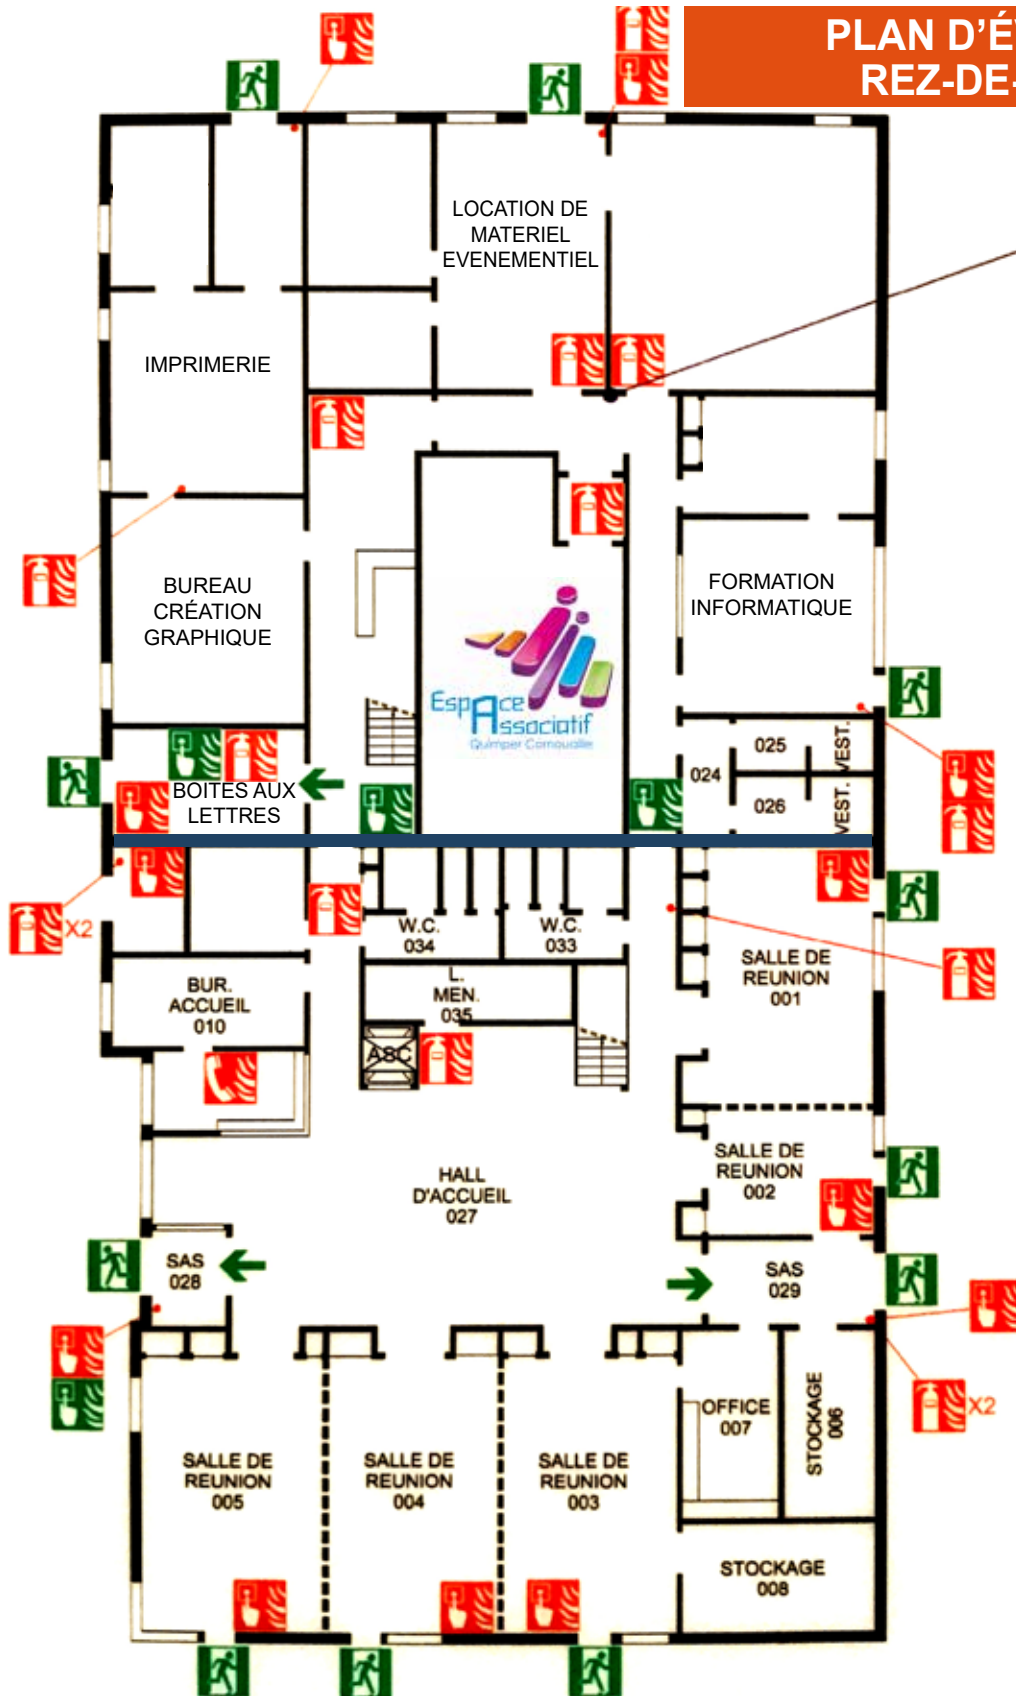 PLAN D'É
REZ-DE-
LOCATION DE
MATERIEL
EVENEMENTIEL
IMPRIMERIE
BUREAU
CRÉATION
GRAPHIQUE
FORMATION
INFORMATIQUE
Espace
Associatif
Quimper Cornouaille
025
VEST.
024
026
VEST.
BOITES AUX
LETTRES
X2
W.C.
034
W.C.
033
SALLE DE
REUNION
001
BUR.
ACCUEIL
010
L.
MEN.
035
ASC
SALLE DE
REUNION
002
HALL
D'ACCUEIL
027
SAS
028
SAS
029
X2
OFFICE
007
STOCKAGE
006
SALLE DE
REUNION
005
SALLE DE
REUNION
004
SALLE DE
REUNION
003
STOCKAGE
008